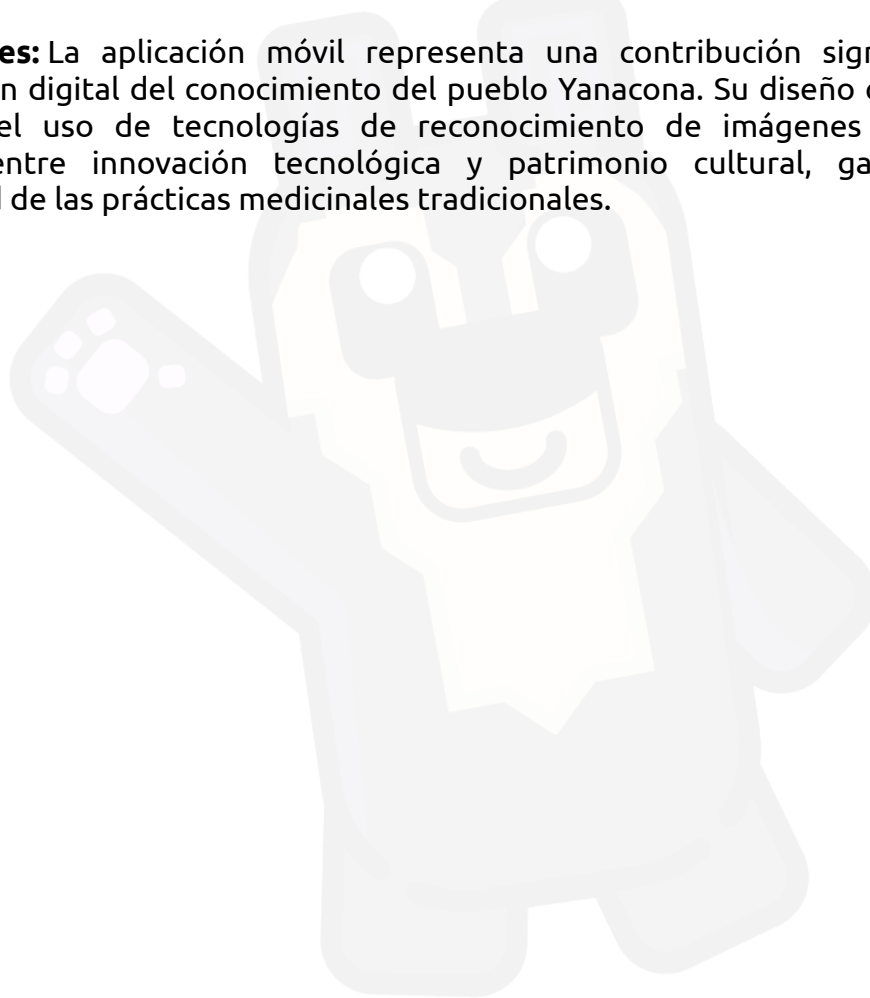 es: La aplicación móvil representa una contribución sign
n digital del conocimiento del pueblo Yanacona. Su diseño
el uso de tecnologías de reconocimiento de imágenes
entre innovación tecnológica y patrimonio cultural, ga
de las prácticas medicinales tradicionales.